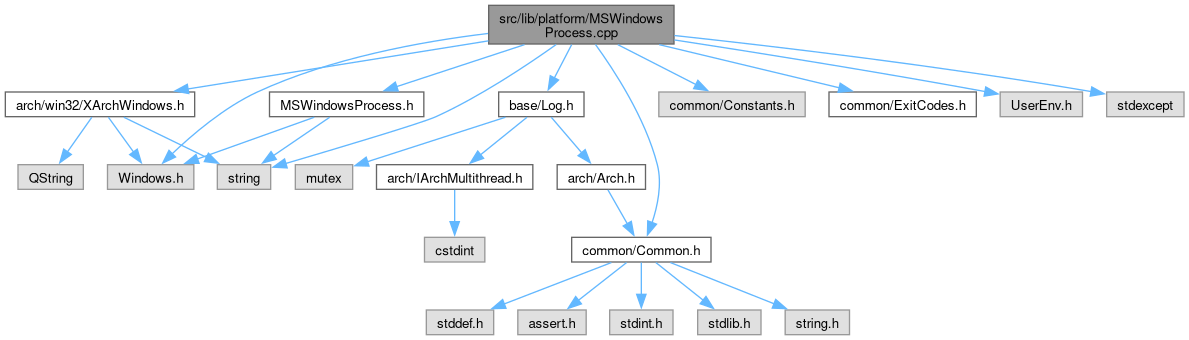 src/lib/platform/MSWindows
Process.cpp
arch/win32/XArchWindows.h
MSWindowsProcess.h
base/Log.h
common/Constants.h
common/ExitCodes.h
UserEnv.h
stdexcept
QString
Windows.h
string
mutex
arch/IArchMultithread.h
arch/Arch.h
cstdint
common/Common.h
stddef.h
assert.h
stdint.h
stdlib.h
string.h